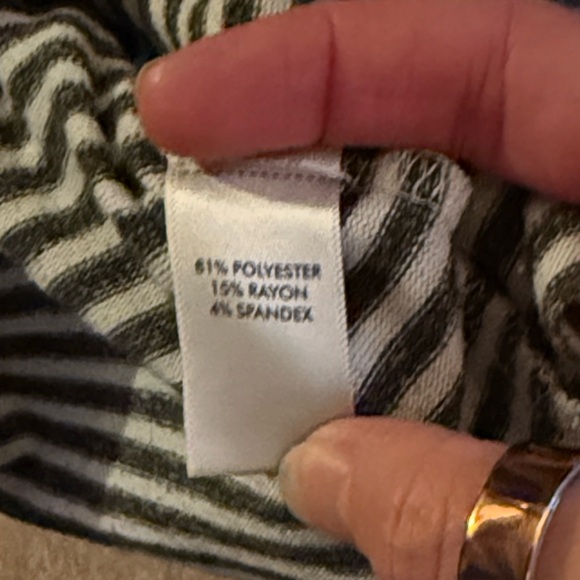 81% POLYESTER
15% RAYON
4% SPANDEX